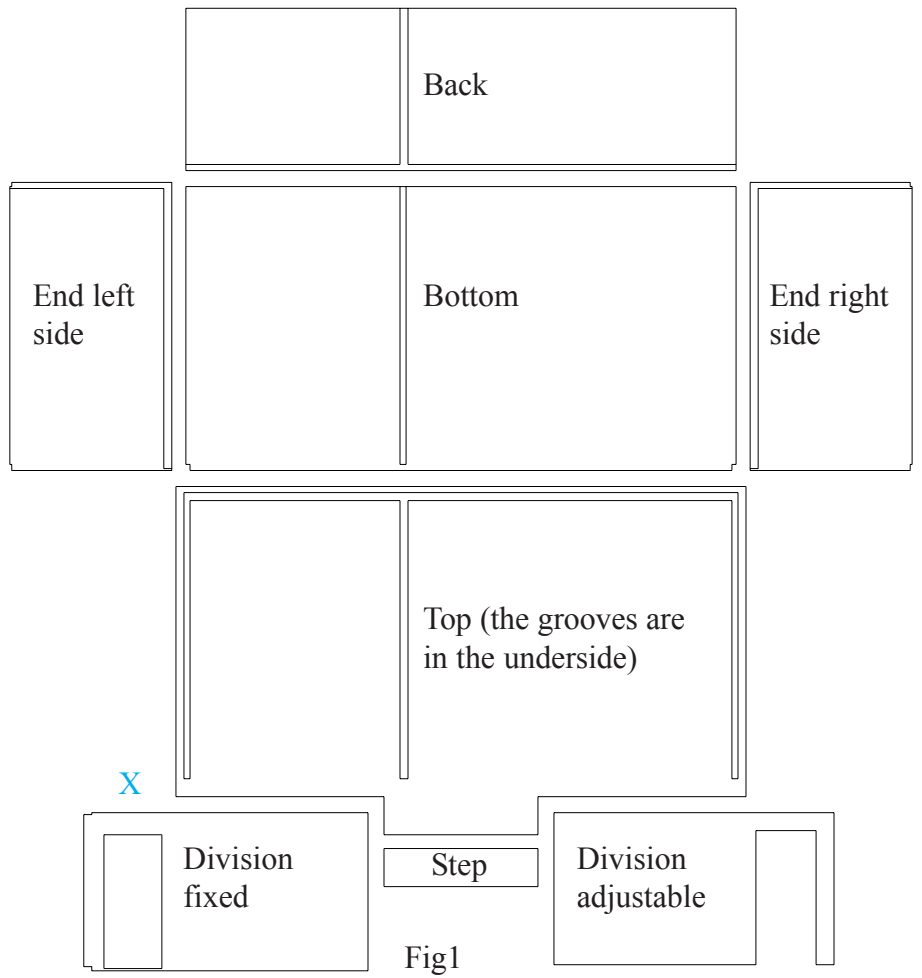 Back
End left
side
Bottom
End right
side
Top (the grooves are
in the underside)
X
Division
fixed
Step
Division
adjustable
Fig1